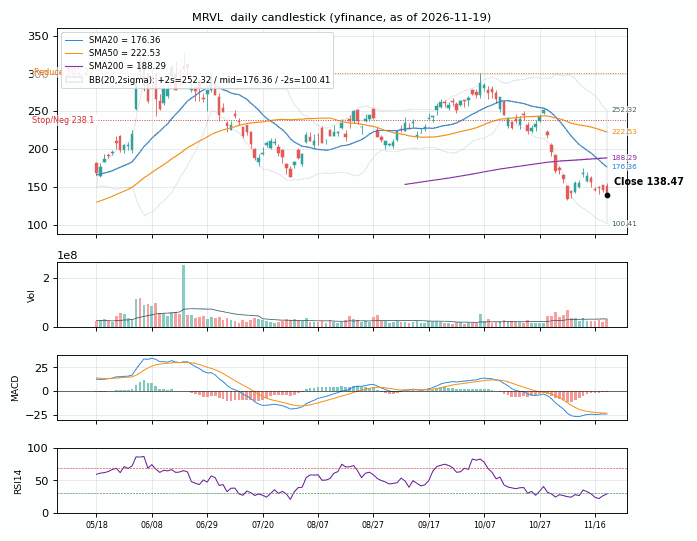 MRVL daily candlestick (yfinance, as of 2026-11-19)
350
SMA20 = 176.36
SMA50 = 222.53
SMA200 = 188.29
BB(20,2sigma): +2s=252.32 / mid=176.36 / -2s=100.41
250
252.32
Stop/Neg 238.1
222.53
200
188.29
176.36
Close 138.47
150
100
100.41
1e8
2
Vol
0
25
MACD
0
−25
100
RSI14
50
0
05/18 06/08 06/29 07/20 08/07 08/27 09/17 10/07 10/27 11/16